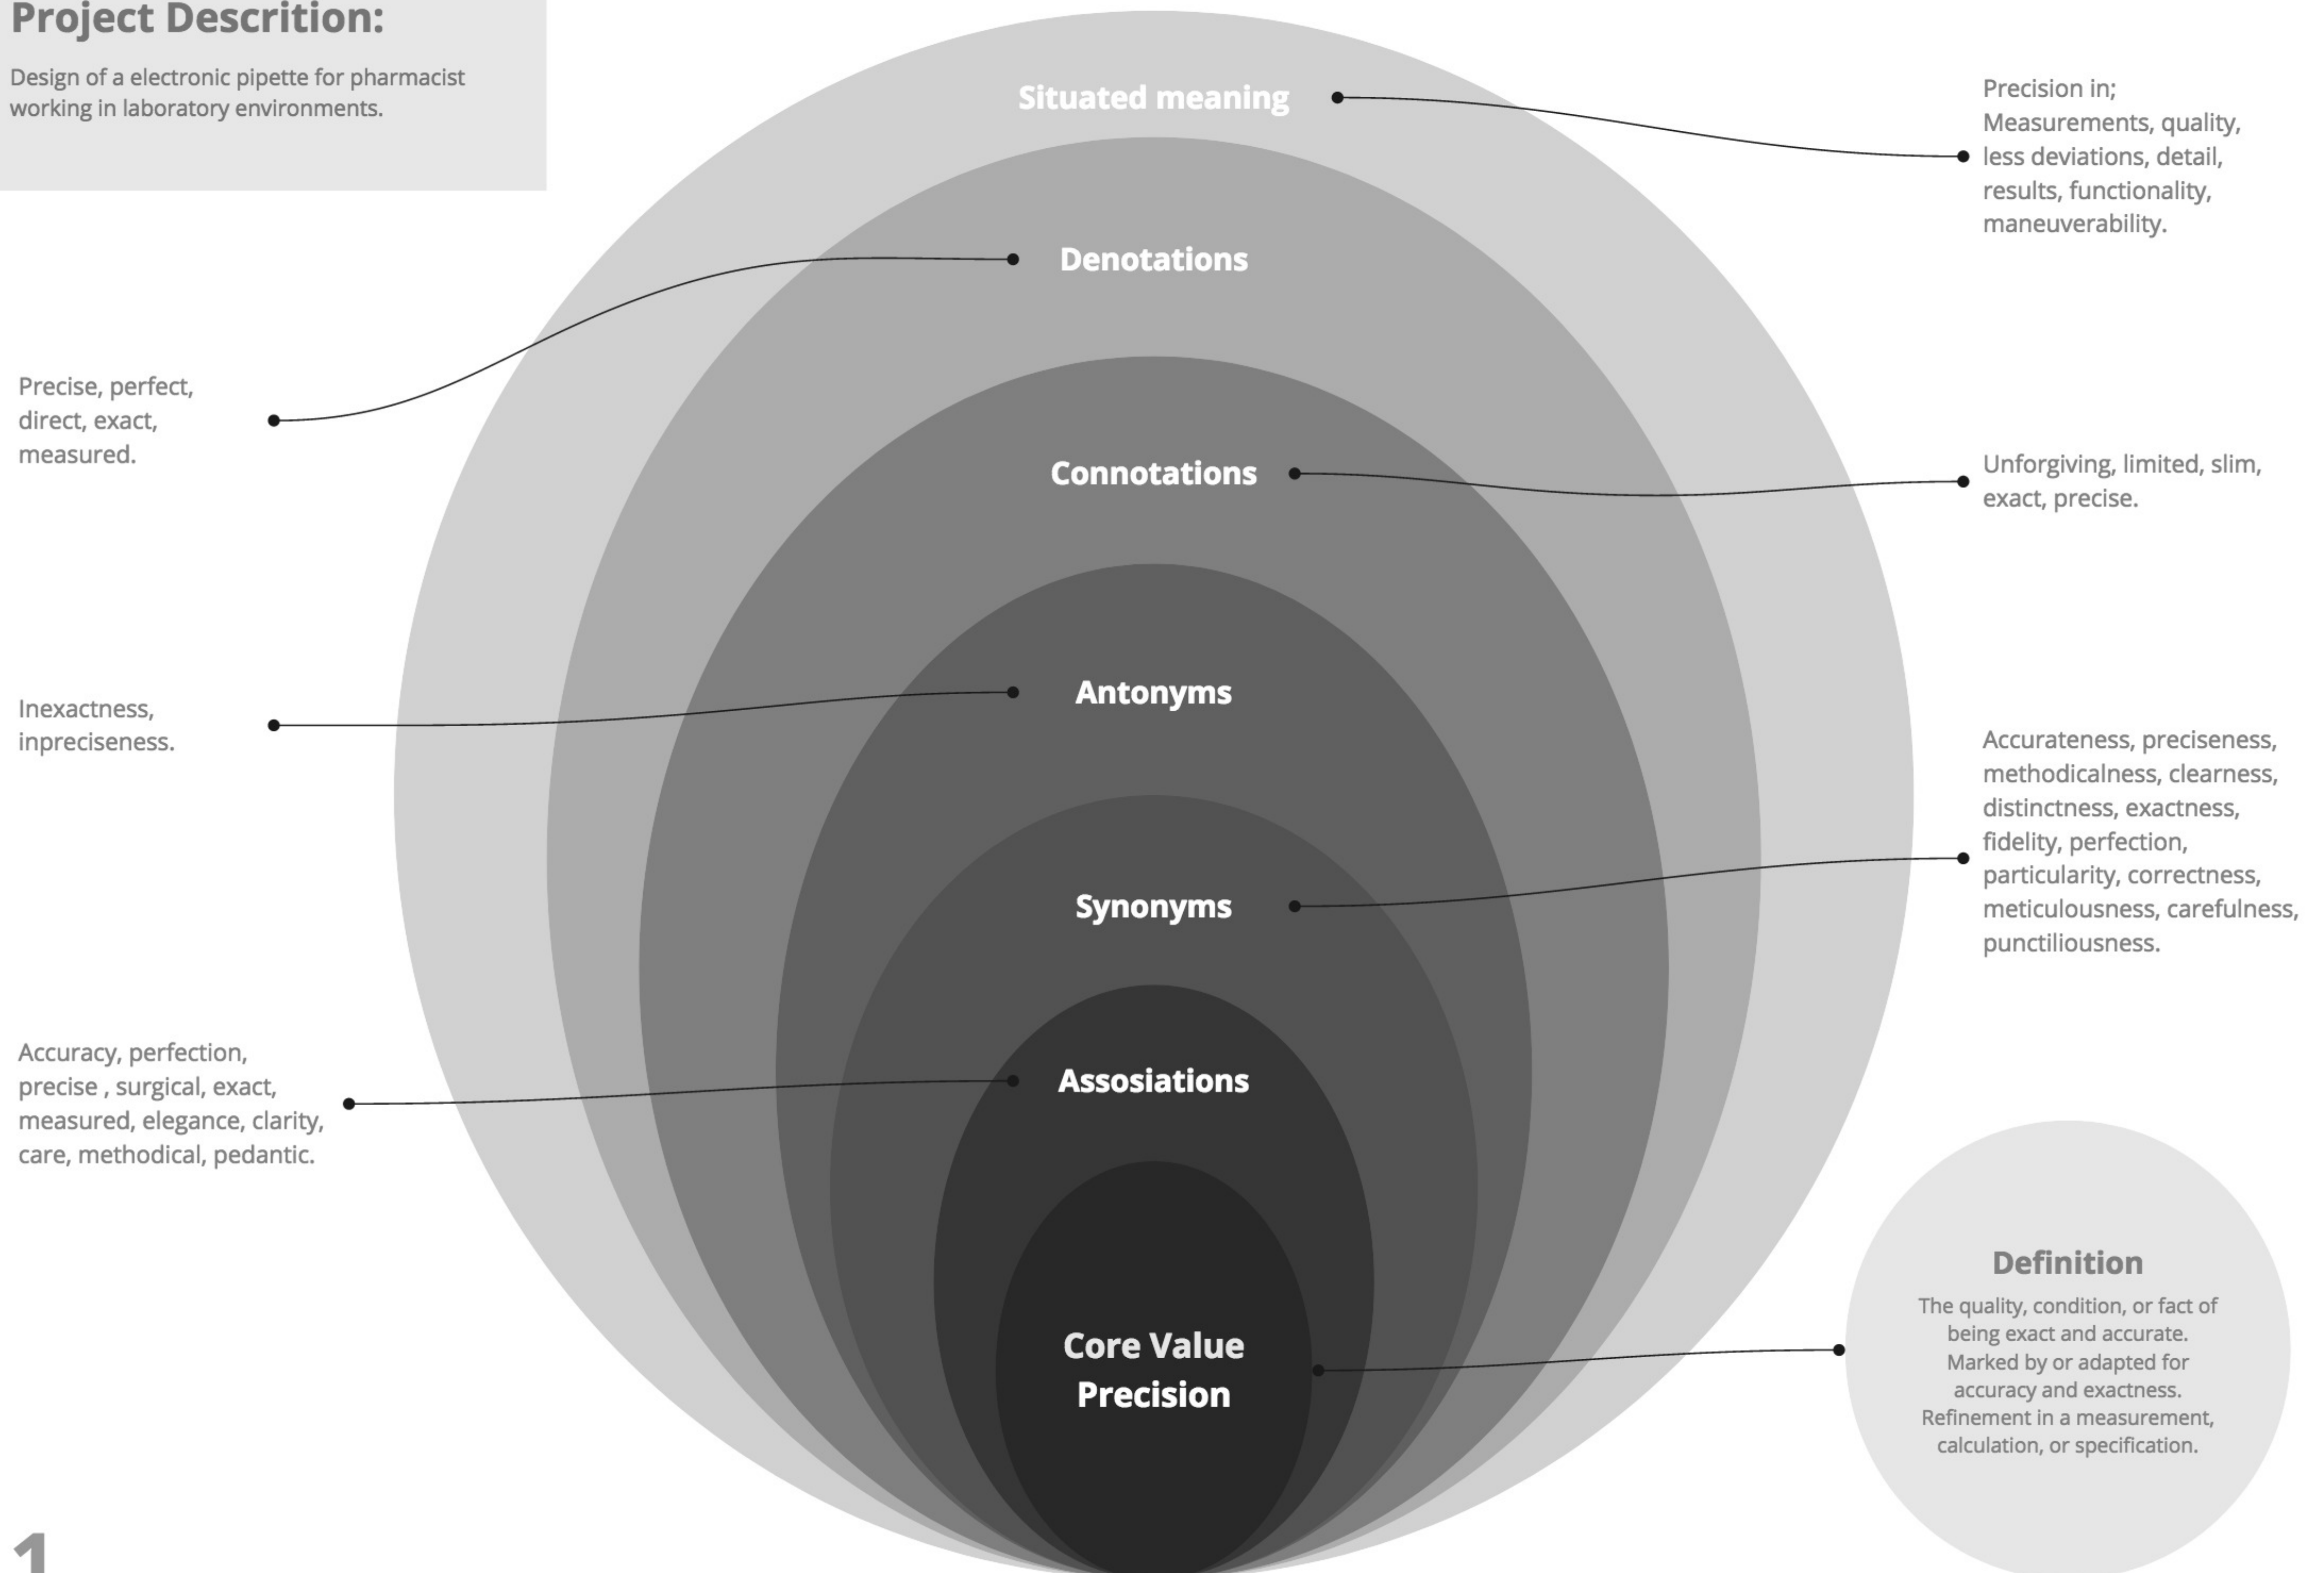 Project Descrition:
Design of a electronic pipette for pharmacist
working in laboratory environments.
Situated meaning
Precision in;
Measurements, quality,
less deviations, detail,
results, functionality,
maneuverability.
Denotations
Precise, perfect,
direct, exact,
measured.
Connotations
Unforgiving, limited, slim,
exact, precise.
Antonyms
Inexactness,
inpreciseness.
Synonyms
Accurateness, preciseness,
methodicalness, clearness,
distinctness, exactness,
fidelity, perfection,
particularity, correctness,
meticulousness, carefulness,
punctiliousness.
Assosiations
Accuracy, perfection,
precise , surgical, exact,
measured, elegance, clarity,
care, methodical, pedantic.
Core Value
Precision
Definition
The quality, condition, or fact of
being exact and accurate.
Marked by or adapted for
accuracy and exactness.
Refinement in a measurement,
calculation, or specification.
1